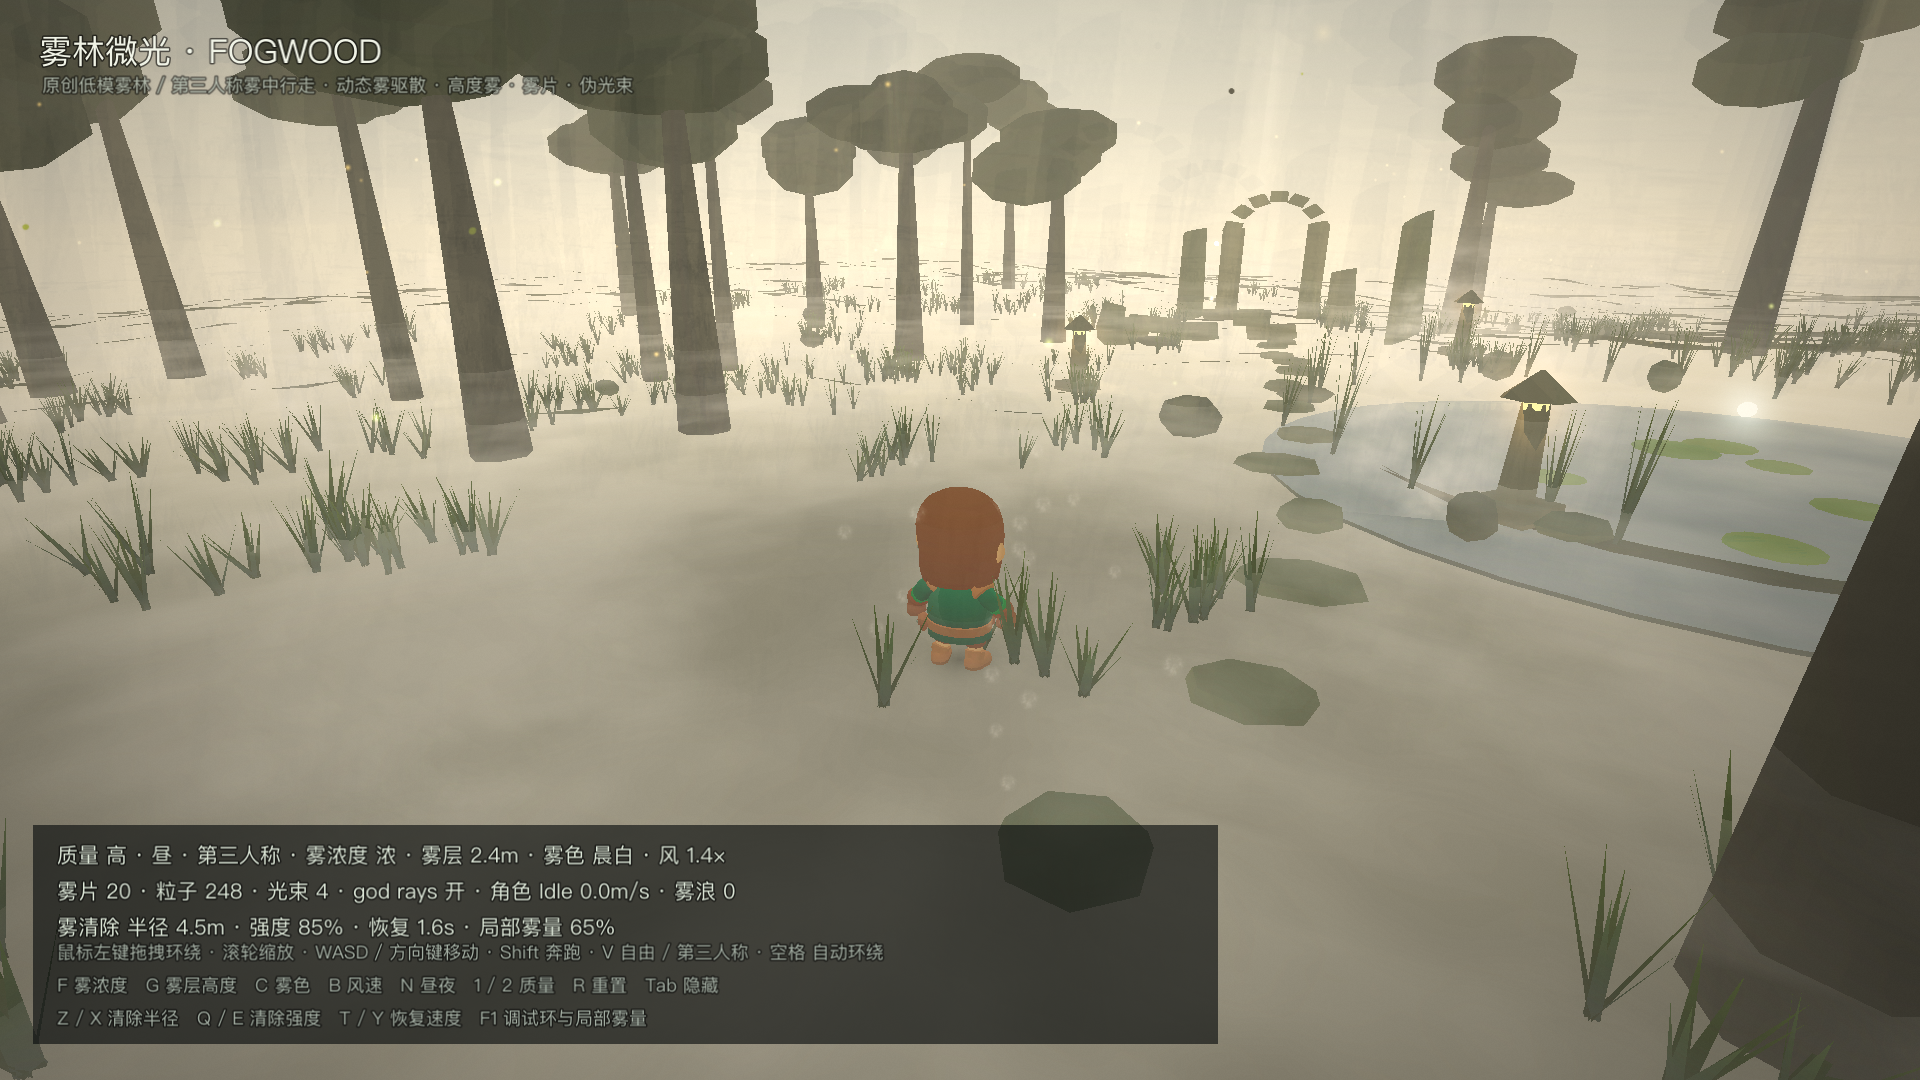 雾林微光 · FOGWOOD
原创低模雾林 / 第三人称雾中行走 · 动态雾驱散 · 高度雾 · 雾片 · 伪光束
质量 高 · 昼 · 第三人称 · 雾浓度 浓 · 雾层 2.4m · 雾色 晨白 · 风 1.4×
雾片 20 · 粒子 248 · 光束 4 · god rays 开 · 角色 Idle 0.0m/s · 雾浪 0
雾清除 半径 4.5m · 强度 85% · 恢复 1.6s · 局部雾量 65%
鼠标左键拖拽环绕 · 滚轮缩放 · WASD / 方向键移动 · Shift 奔跑 · V 自由 / 第三人称 · 空格 自动环绕
F 雾浓度 G 雾层高度 C 雾色 B 风速 N 昼夜 1 / 2 质量 R 重置 Tab 隐藏
Z / X 清除半径 Q / E 清除强度 T / Y 恢复速度 F1 调试环与局部雾量